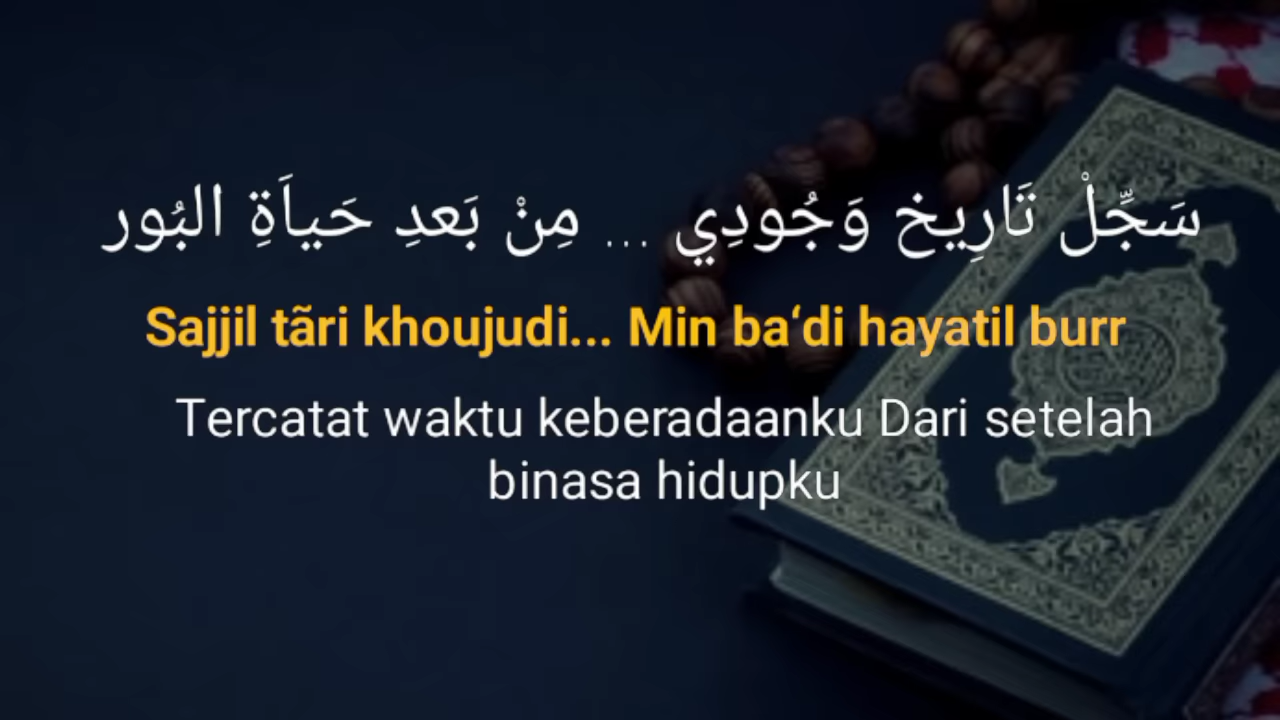 سَجِّلْ تَارِيخ وَجُودِي ... مِنْ بَعدِ حَياَةِ البُور
Sajjil tãri khoujudi... Min ba‘di hayatil burr
Tercatat waktu keberadaanku Dari setelah
binasa hidupku